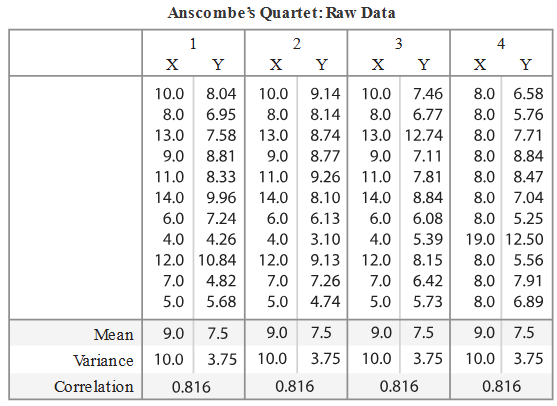 Anscombe's Quartet: Raw Data
1 2 3 4
X Y X Y X Y X Y
10.0 8.04 10.0 9.14 10.0 7.46 8.0 6.58
8.0 6.95 8.0 8.14 8.0 6.77 8.0 5.76
13.0 7.58 13.0 8.74 13.0 12.74 8.0 7.71
9.0 8.81 9.0 8.77 9.0 7.11 8.0 8.84
11.0 8.33 11.0 9.26 11.0 7.81 8.0 8.47
14.0 9.96 14.0 8.10 14.0 8.84 8.0 7.04
6.0 7.24 6.0 6.13 6.0 6.08 8.0 5.25
4.0 4.26 4.0 3.10 4.0 5.39 19.0 12.50
12.0 10.84 12.0 9.13 12.0 8.15 8.0 5.56
7.0 4.82 7.0 7.26 7.0 6.42 8.0 7.91
5.0 5.68 5.0 4.74 5.0 5.73 8.0 6.89
Mean 9.0 7.5 9.0 7.5 9.0 7.5 9.0 7.5
Variance 10.0 3.75 10.0 3.75 10.0 3.75 10.0 3.75
Correlation 0.816 0.816 0.816 0.816